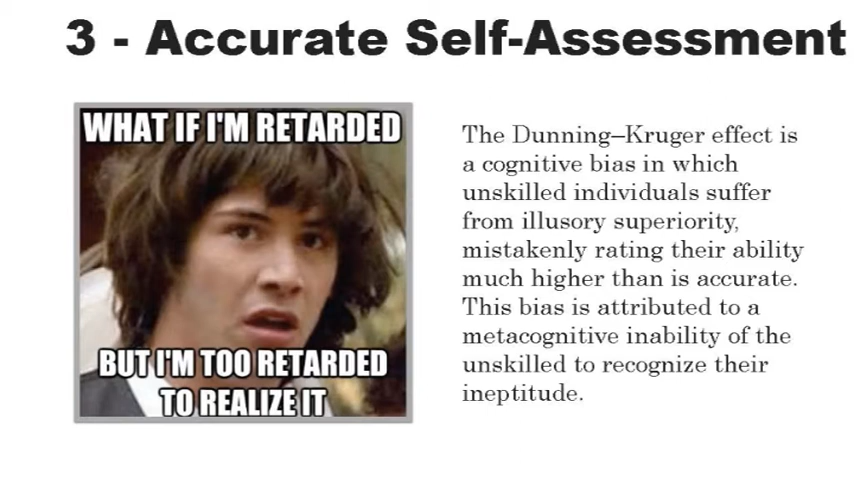 3 - Accurate Self-Assessment
WHAT IF I'M RETARDED
BUT I'M TOO RETARDED
TO REALIZE IT
The Dunning–Kruger effect is
a cognitive bias in which
unskilled individuals suffer
from illusory superiority,
mistakenly rating their ability
much higher than is accurate.
This bias is attributed to a
metacognitive inability of the
unskilled to recognize their
ineptitude.